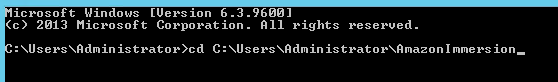 Microsoft Windows [Version 6.3.9600]
(c) 2013 Microsoft Corporation. All rights reserved.
C:\Users\Administrator>cd C:\Users\Administrator\AmazonImmersion_